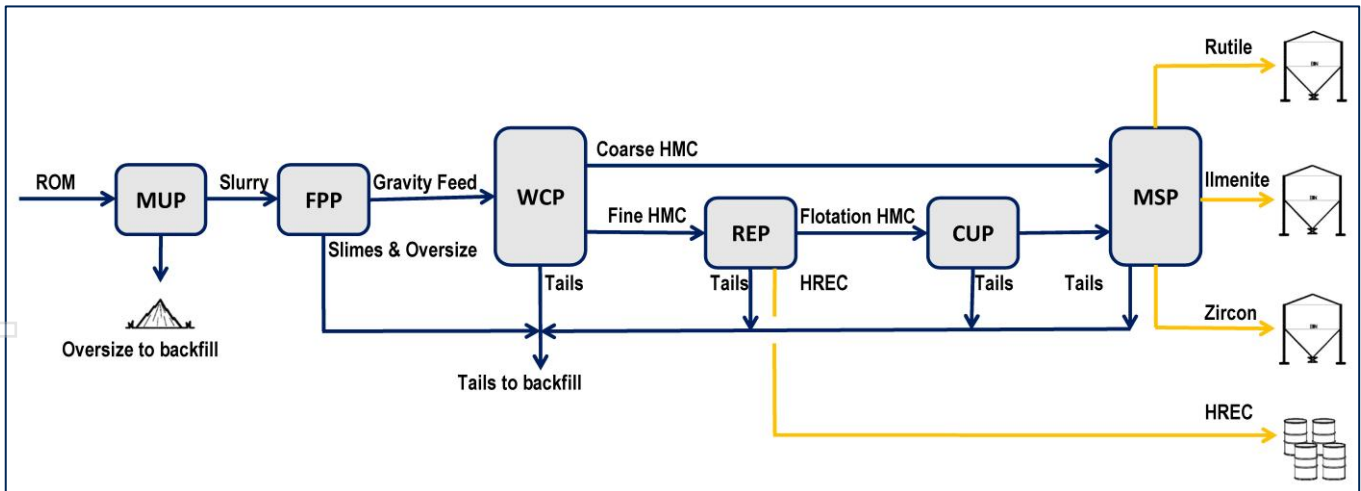 Rutile
ROM
MUP
Slurry
FPP
Gravity Feed
WCP
Coarse HMC
MSP
Ilmenite
Fine HMC
REP
Flotation HMC
CUP
Slimes & Oversize
Tails
Tails
HREC
Tails
Tails
Zircon
Oversize to backfill
Tails to backfill
HREC